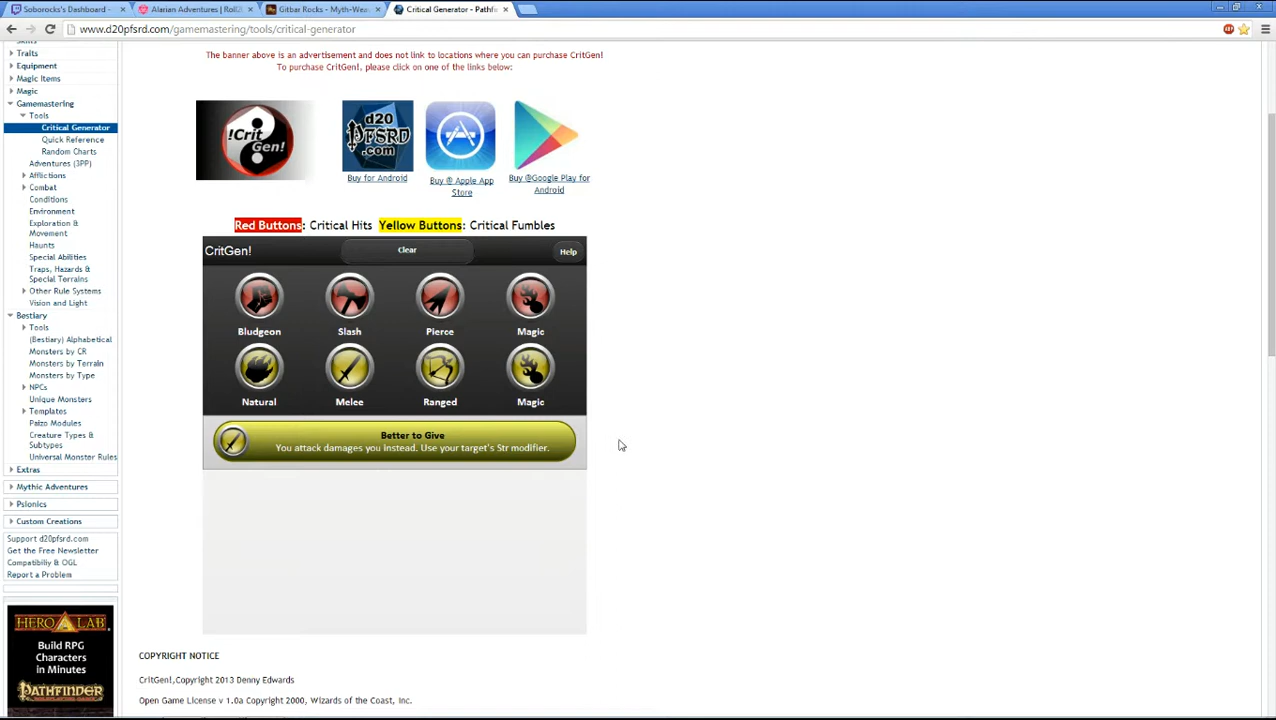 Soborocks's Dashboard -
Alarian Adventures | Roll2
Gitbar Rocks - Myth-Wea
Critical Generator - Pathf
www.d20pfsrd.com/gamemastering/tools/critical-generator
Skills
Traits
Equipment
Magic Items
Magic
Gamemastering
Tools
Critical Generator
Quick Reference
Random Charts
Adventures (3PP)
Afflictions
Combat
Conditions
Environment
Exploration &
Movement
Haunts
Special Abilities
Traps, Hazards &
Special Terrains
Other Rule Systems
Vision and Light
Bestiary
Tools
(Bestiary) Alphabetical
Monsters by CR
Monsters by Terrain
Monsters by Type
NPCs
Unique Monsters
Templates
Paizo Modules
Creature Types &
Subtypes
Universal Monster Rules
Extras
Mythic Adventures
Psionics
Custom Creations
Support d20pfsrd.com
Get the Free Newsletter
Compatibiliy & OGL
Report a Problem
HERO LAB
Build RPG
Characters
in Minutes
PATHFINDER
The banner above is an advertisement and does not link to locations where you can purchase CritGen!
To purchase CritGen!, please click on one of the links below:
!Crit
Gen!
d20
PFSRD
.com
Buy for Android
Buy @ Apple App
Store
Buy @Google Play for
Android
Red Buttons: Critical Hits Yellow Buttons: Critical Fumbles
CritGen!
Clear
Help
Bludgeon
Slash
Pierce
Magic
Natural
Melee
Ranged
Magic
Better to Give
You attack damages you instead. Use your target's Str modifier.
COPYRIGHT NOTICE
CritGen!,Copyright 2013 Denny Edwards
Open Game License v 1.0a Copyright 2000, Wizards of the Coast, Inc.